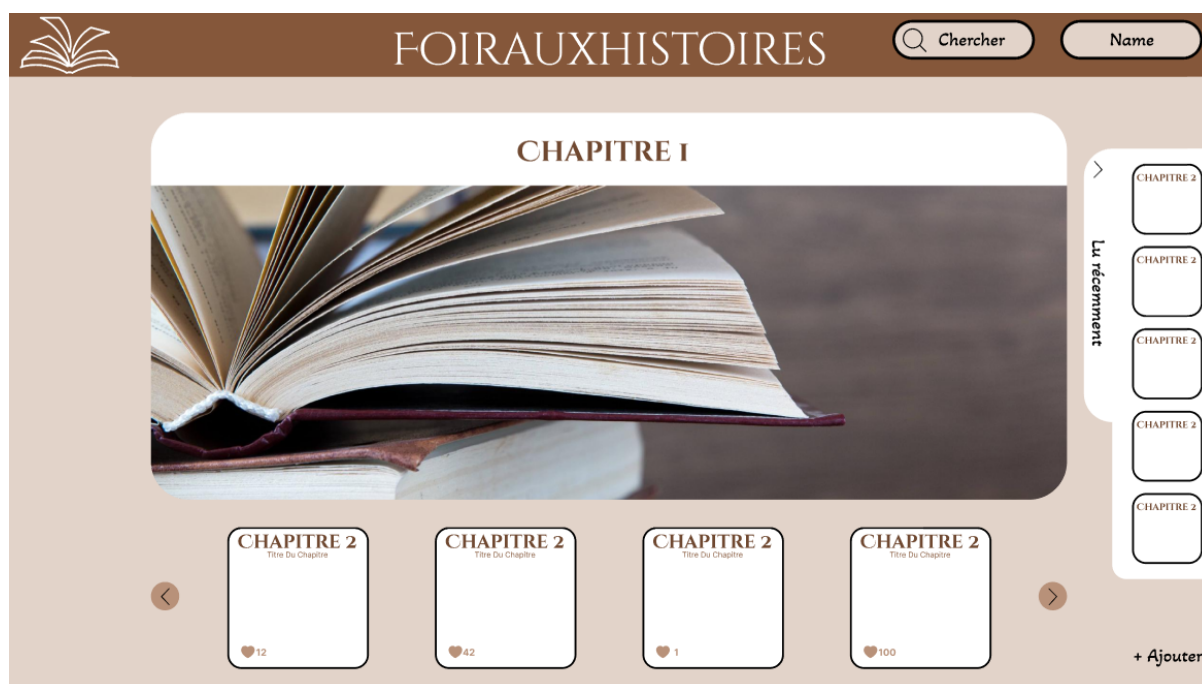 Foirauxhistoires
Chercher
Name
Chapitre 1
Lu récemment
Chapitre 2
Chapitre 2
Chapitre 2
Chapitre 2
Chapitre 2
Chapitre 2
Titre Du Chapitre
12
Chapitre 2
Titre Du Chapitre
42
Chapitre 2
Titre Du Chapitre
1
Chapitre 2
Titre Du Chapitre
100
+ Ajouter